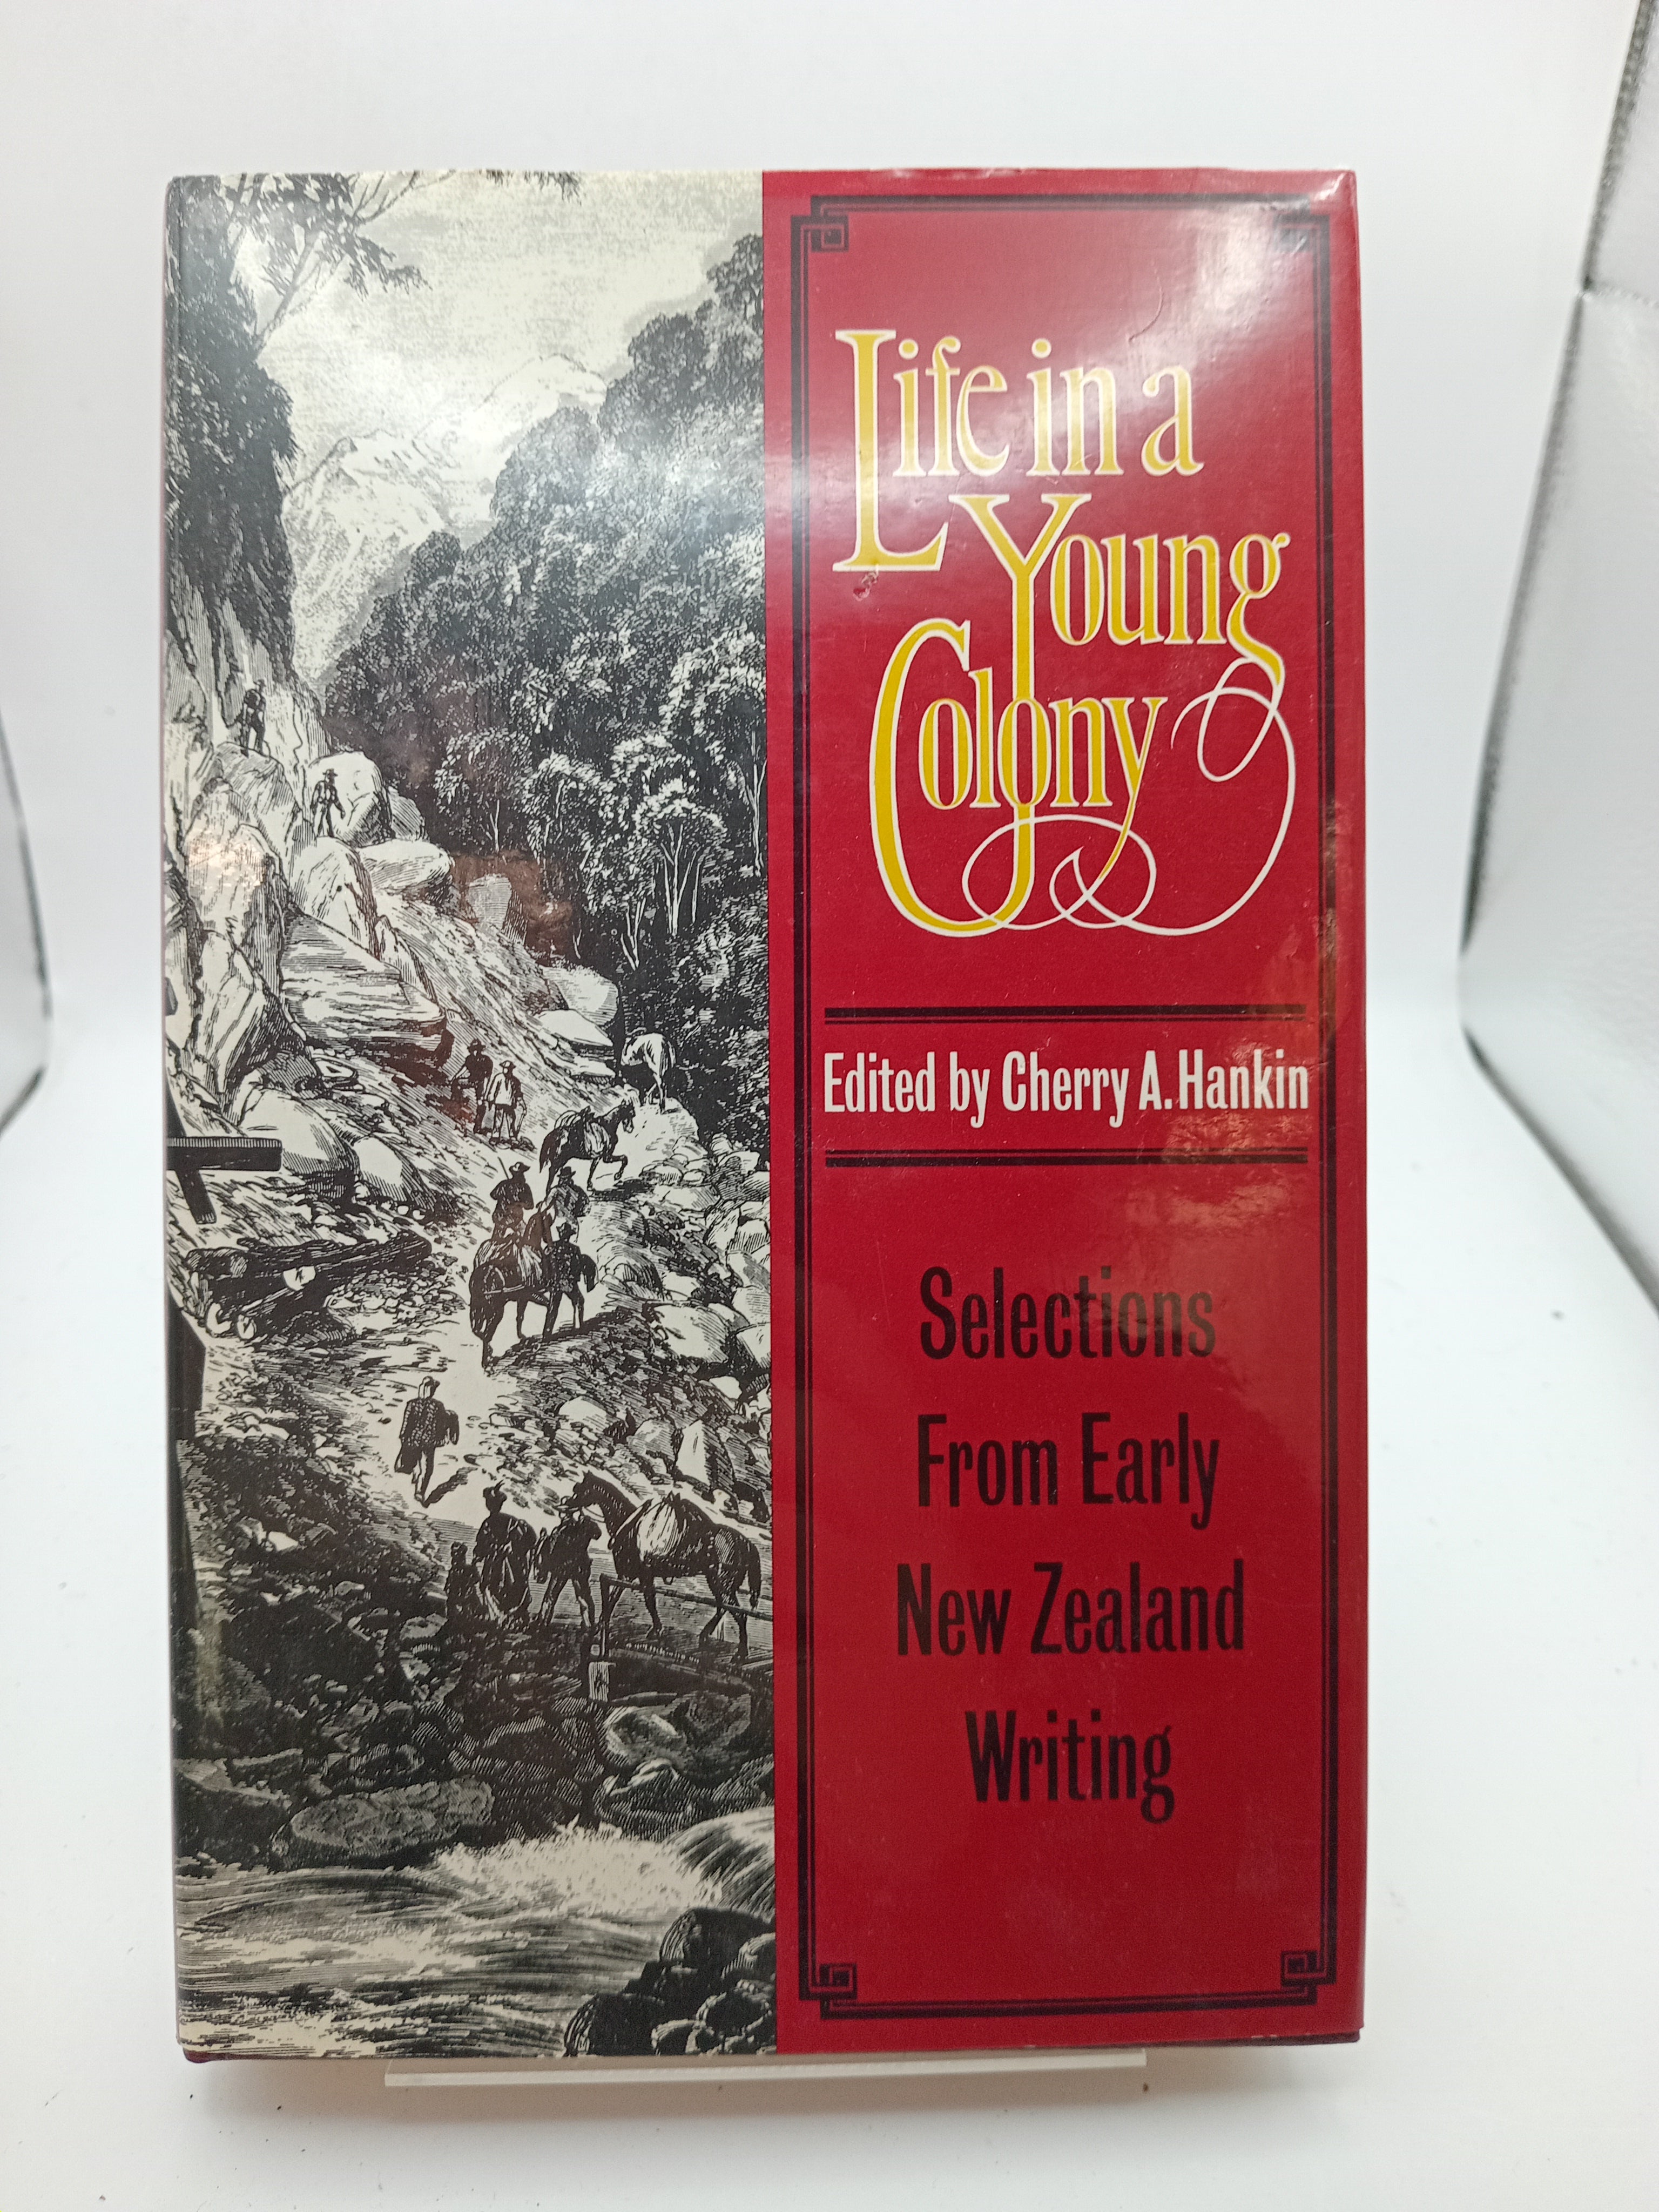 Life in a
Young
Colony
Edited by Cherry A. Hankin
Selections
From Early
New Zealand
Writing